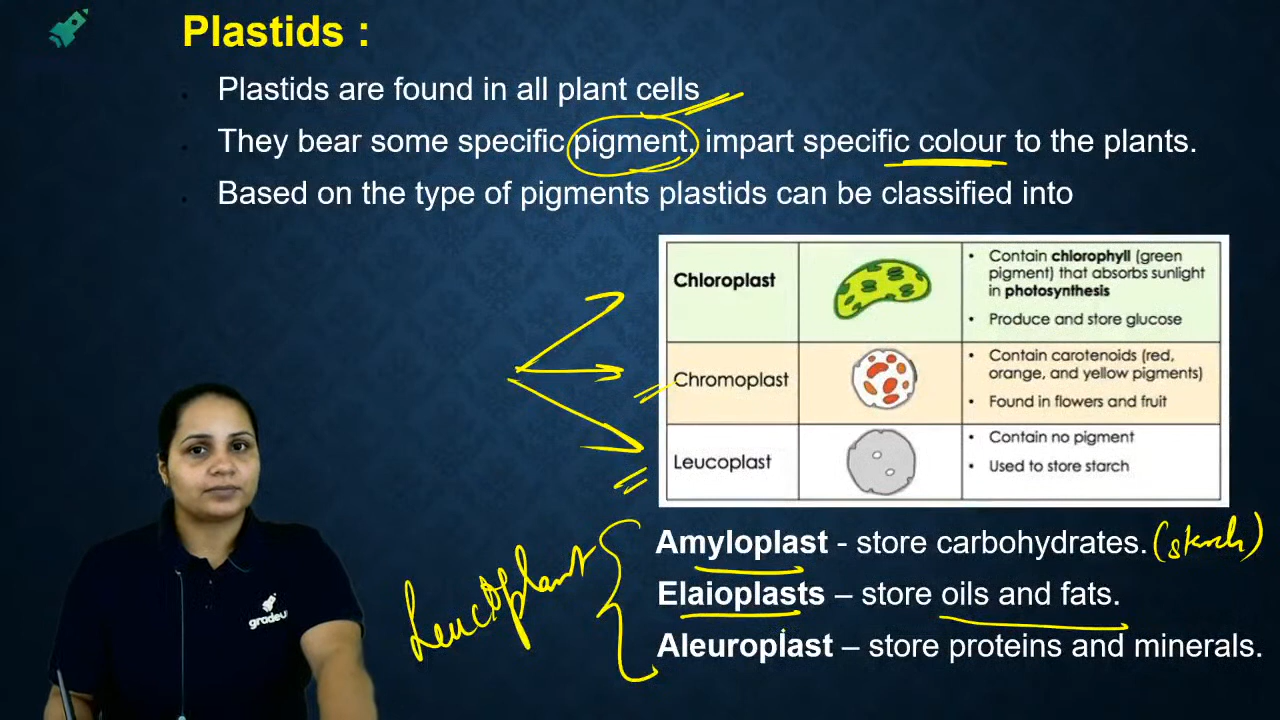 Plastids :
Plastids are found in all plant cells
They bear some specific pigment, impart specific colour to the plants.
Based on the type of pigments plastids can be classified into
Chloroplast
• Contain chlorophyll (green
pigment) that absorbs sunlight
in photosynthesis
• Produce and store glucose
Chromoplast
• Contain carotenoids (red,
orange, and yellow pigments)
• Found in flowers and fruit
Leucoplast
• Contain no pigment
• Used to store starch
Leucoplast
Amyloplast - store carbohydrates. (starch)
Elaioplasts – store oils and fats.
Aleuroplast – store proteins and minerals.
gradeup